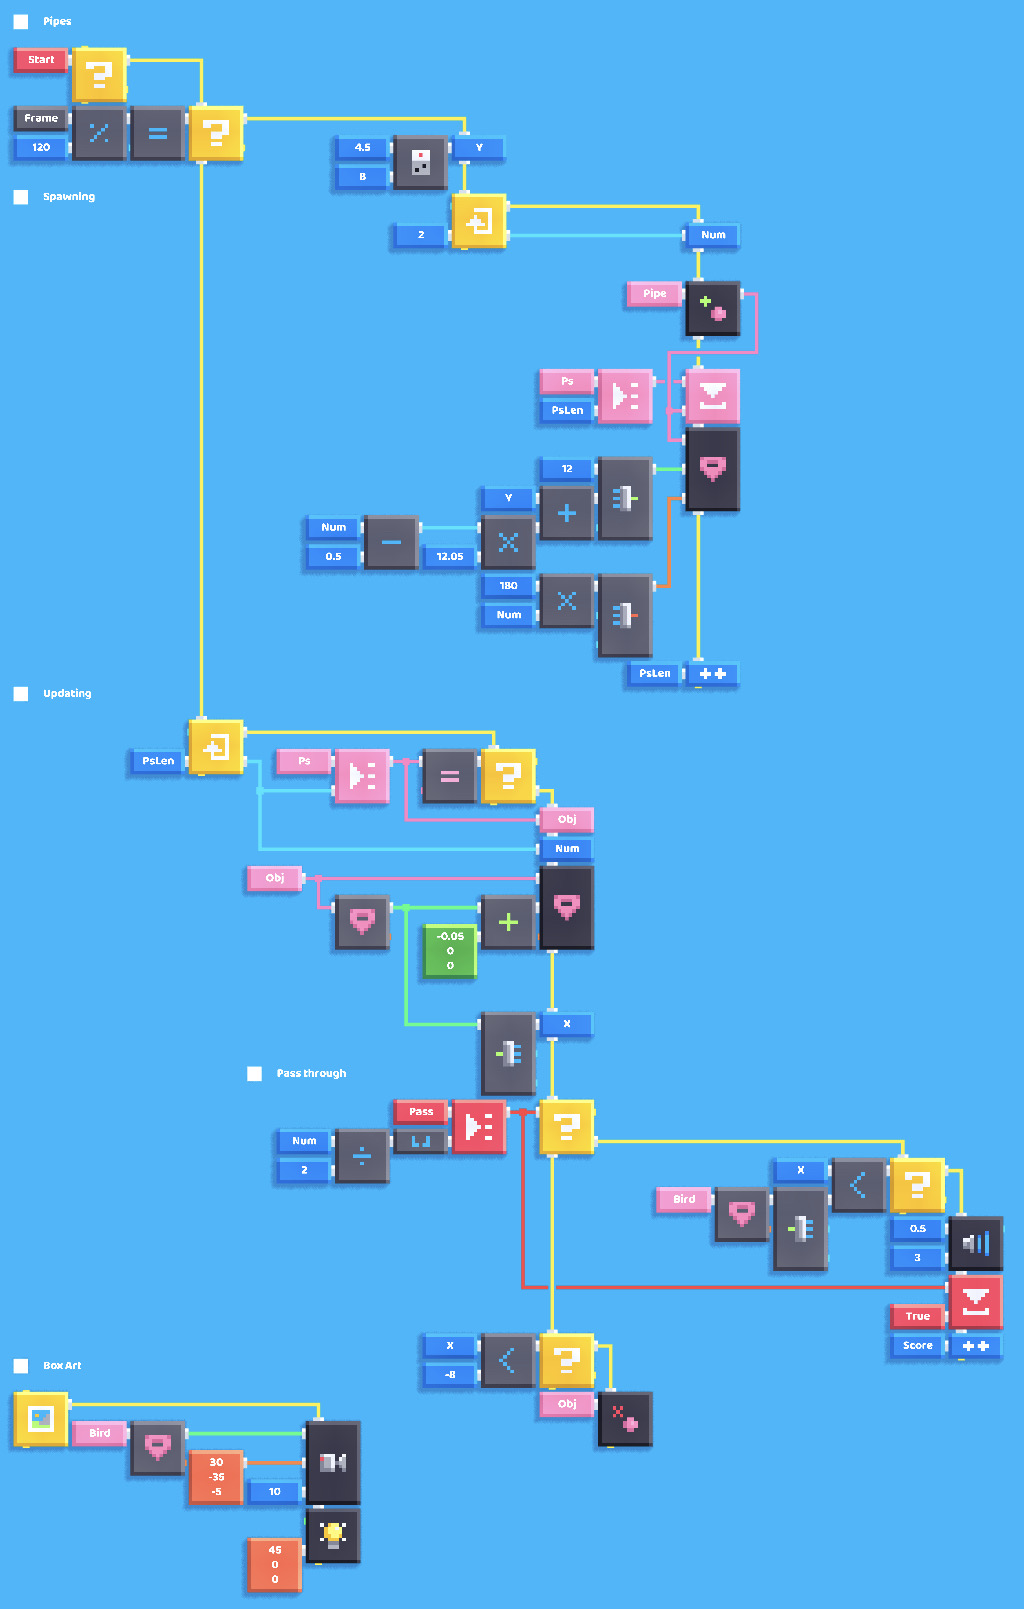 Pipes
Start
Frame
120
4.5
Y
8
Spawning
2
Num
Pipe
Ps
PsLen
12
Y
Num
0.5
12.05
180
Num
PsLen
Updating
PsLen
Ps
Obj
Num
Obj
-0.05
0
0
X
Pass through
Pass
Num
2
X
Bird
0.5
3
True
Score
X
-8
Obj
Box Art
Bird
30
-35
-5
10
45
0
0